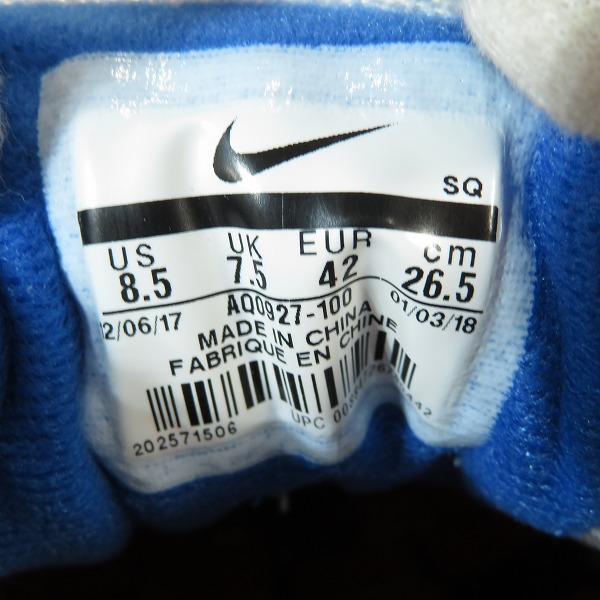 SQ
US UK EUR cm
8.5 7.5 42 26.5
2/06/17 AQ0927-100 01/03/18
MADE IN CHINA
FABRIQUE EN CHINE
202571506
UPC